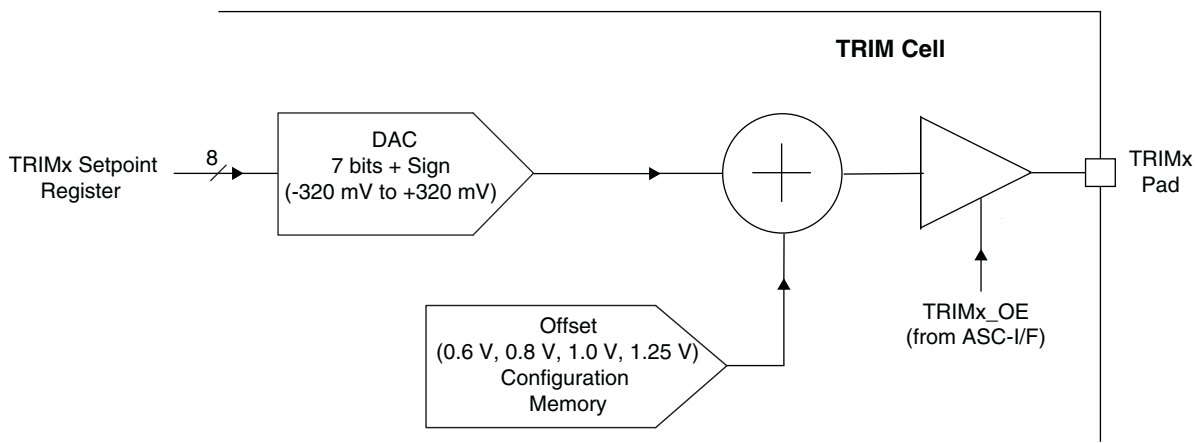 TRIM Cell
DAC
7 bits + Sign
(-320 mV to +320 mV)
TRIMx Setpoint
Register
8
TRIMx
Pad
Offset
(0.6 V, 0.8 V, 1.0 V, 1.25 V)
Configuration
Memory
TRIMx_OE
(from ASC-I/F)